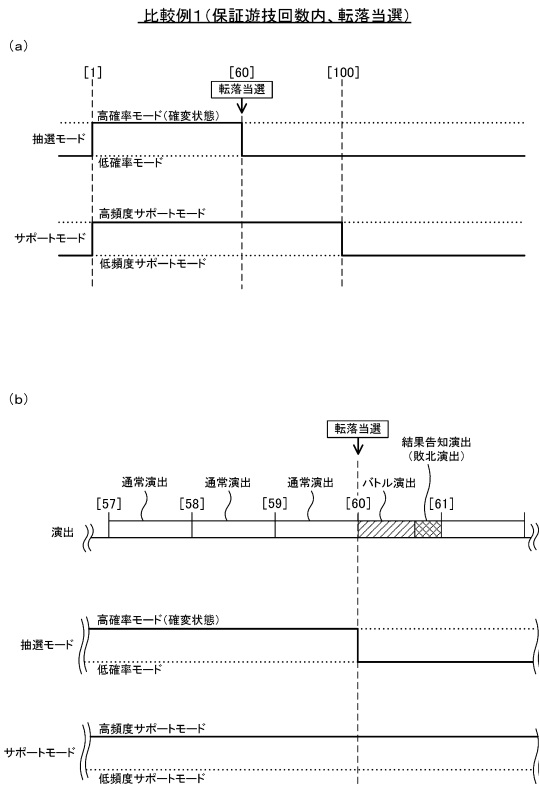 比較例１（保証遊技回数内、転落当選）
（a）
[1]
[60]
[100]
転落当選
高確率モード（確変状態）
抽選モード
低確率モード
高頻度サポートモード
サポートモード
低頻度サポートモード
（b）
転落当選
結果告知演出
（敗北演出）
通常演出
通常演出
通常演出
バトル演出
[57]
[58]
[59]
[60]
[61]
演出
高確率モード（確変状態）
抽選モード
低確率モード
高頻度サポートモード
サポートモード
低頻度サポートモード